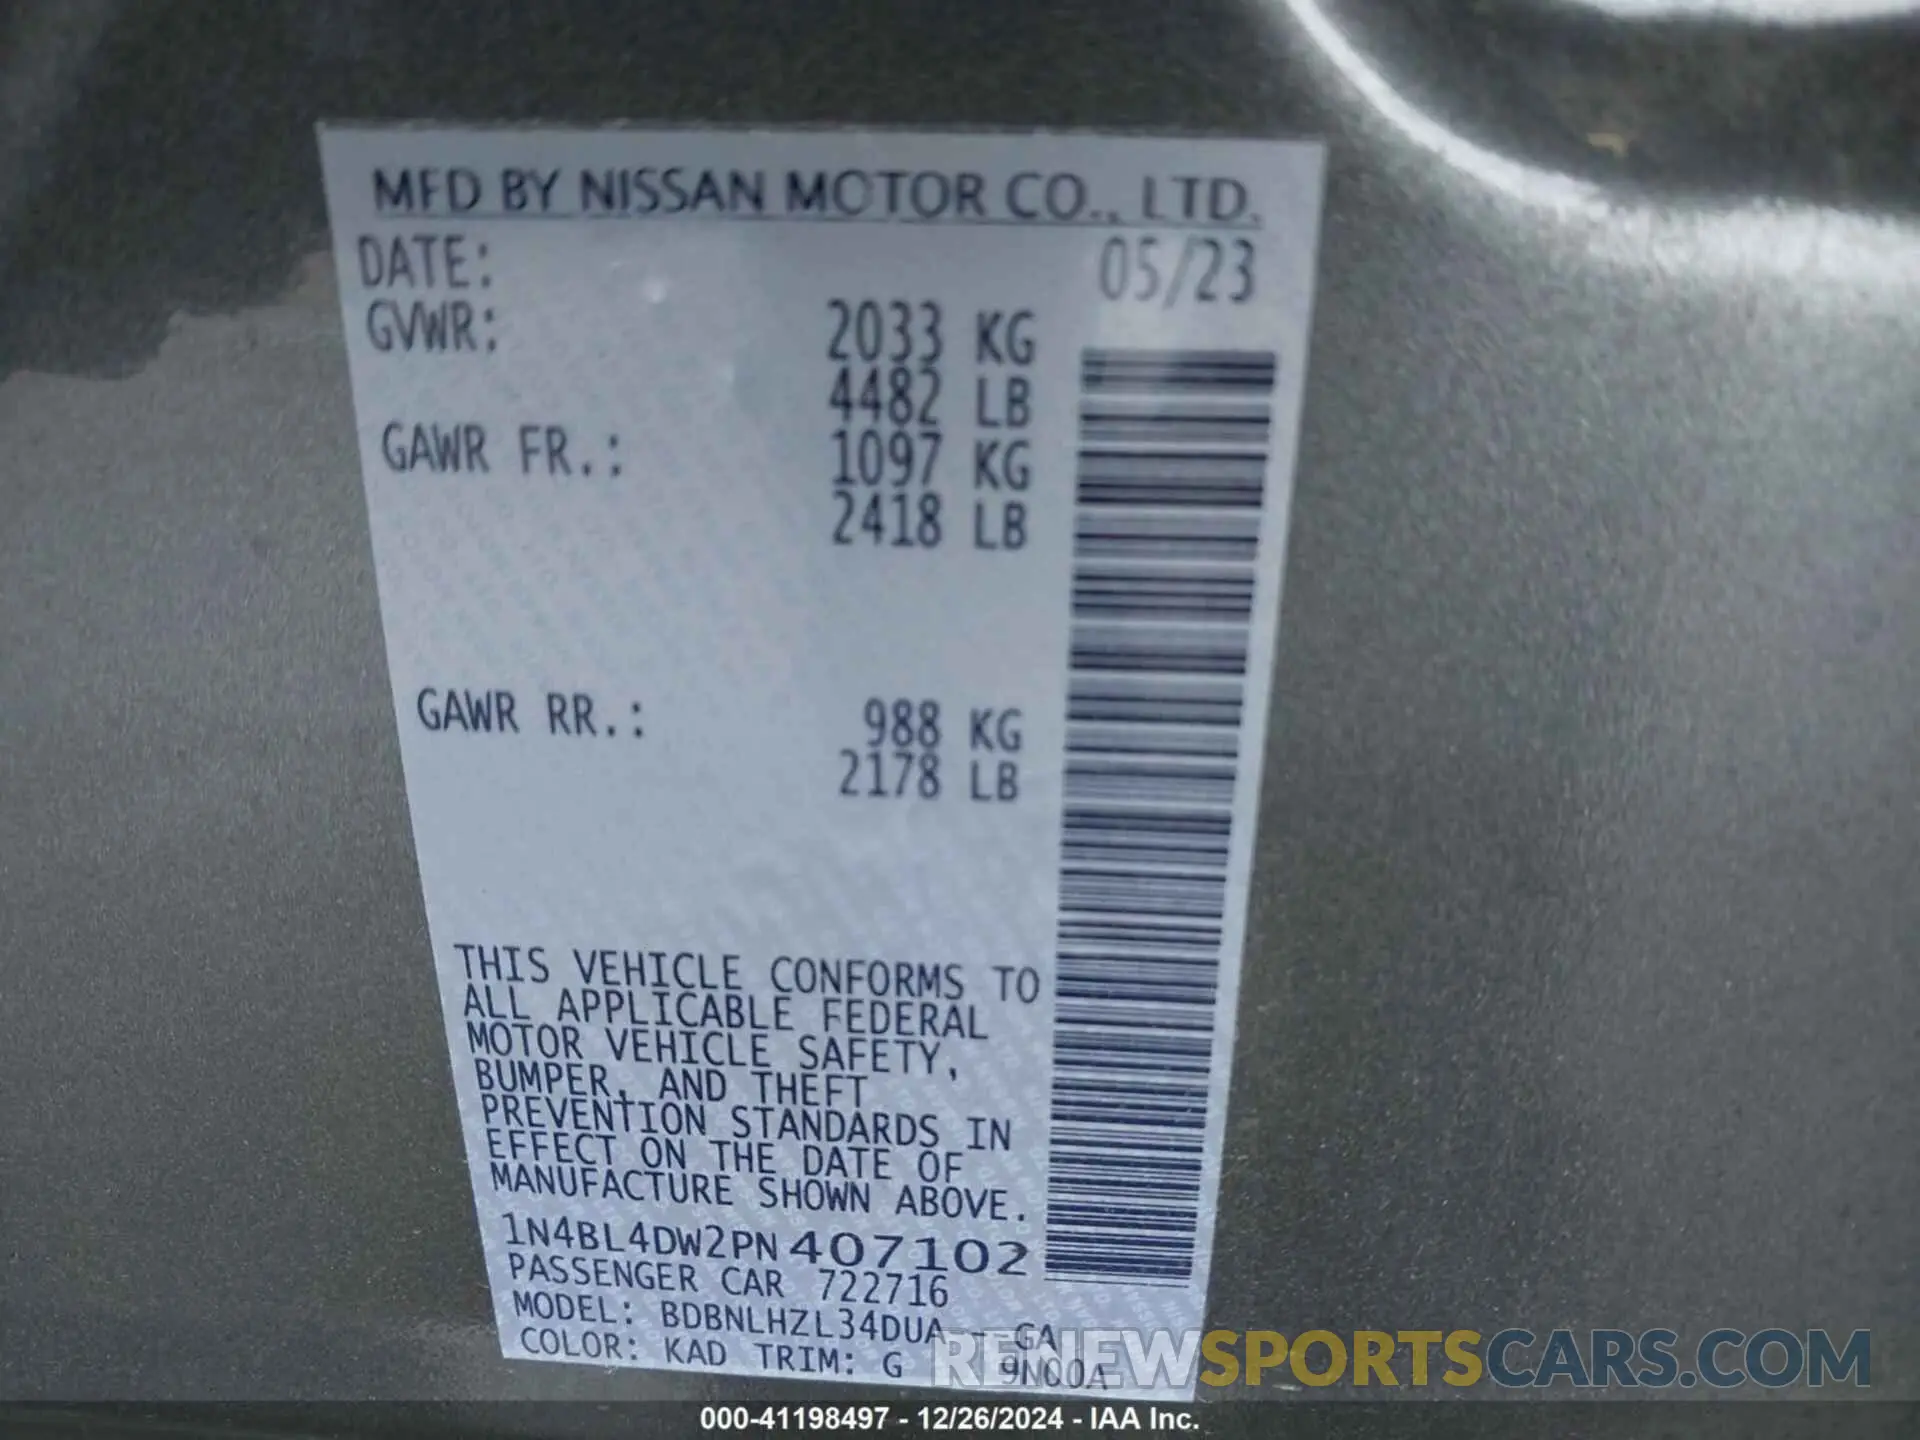 MFD BY NISSAN MOTOR CO., LTD.
DATE: 05/23
GVWR: 2033 KG
4482 LB
GAWR FR.: 1097 KG
2418 LB
GAWR RR.: 988 KG
2178 LB
THIS VEHICLE CONFORMS TO
ALL APPLICABLE FEDERAL
MOTOR VEHICLE SAFETY,
BUMPER, AND THEFT
PREVENTION STANDARDS IN
EFFECT ON THE DATE OF
MANUFACTURE SHOWN ABOVE.
1N4BL4DW2PN407102
PASSENGER CAR 722716
MODEL: BDBNLHZL34DUA - GA
COLOR: KAD TRIM: G 9N00A
RENEWSPORTSCARS.COM
000-41198497 - 12/26/2024 - IAA Inc.